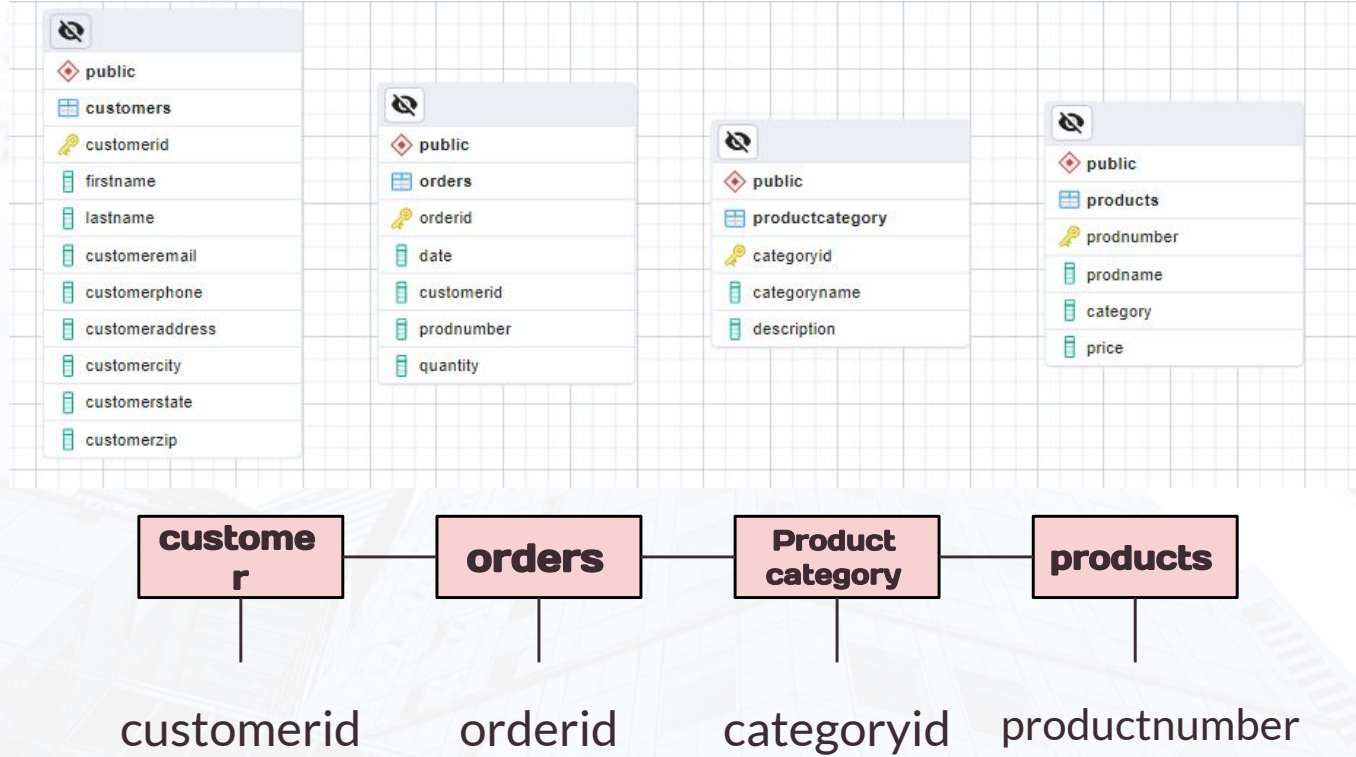 public
customers
customerid
firstname
lastname
customeremail
customerphone
customeraddress
customercity
customerstate
customerzip
public
orders
orderid
date
customerid
prodnumber
quantity
public
productcategory
categoryid
categoryname
description
public
products
prodnumber
prodname
category
price
custome
r
orders
Product
category
products
customerid
orderid
categoryid
productnumber